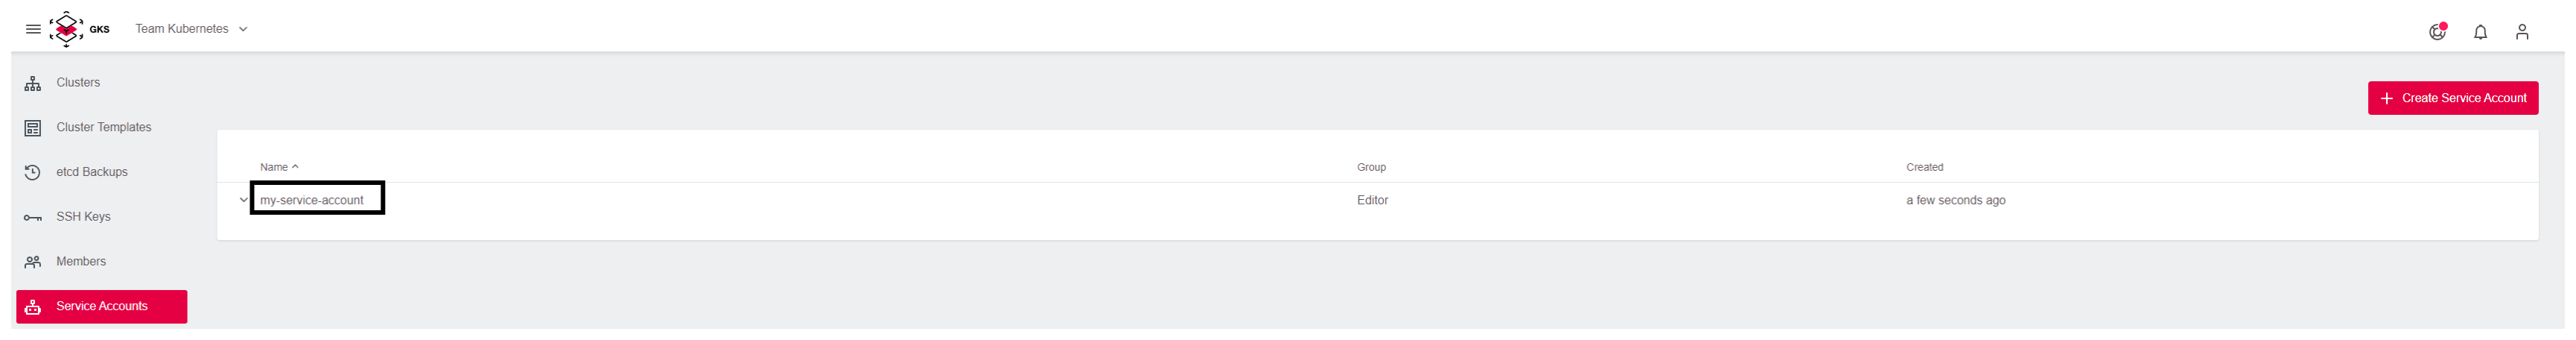 GKS Team Kubernetes
Clusters
Create Service Account
Cluster Templates
Name Group Created
etcd Backups
my-service-account Editor a few seconds ago
SSH Keys
Members
Service Accounts